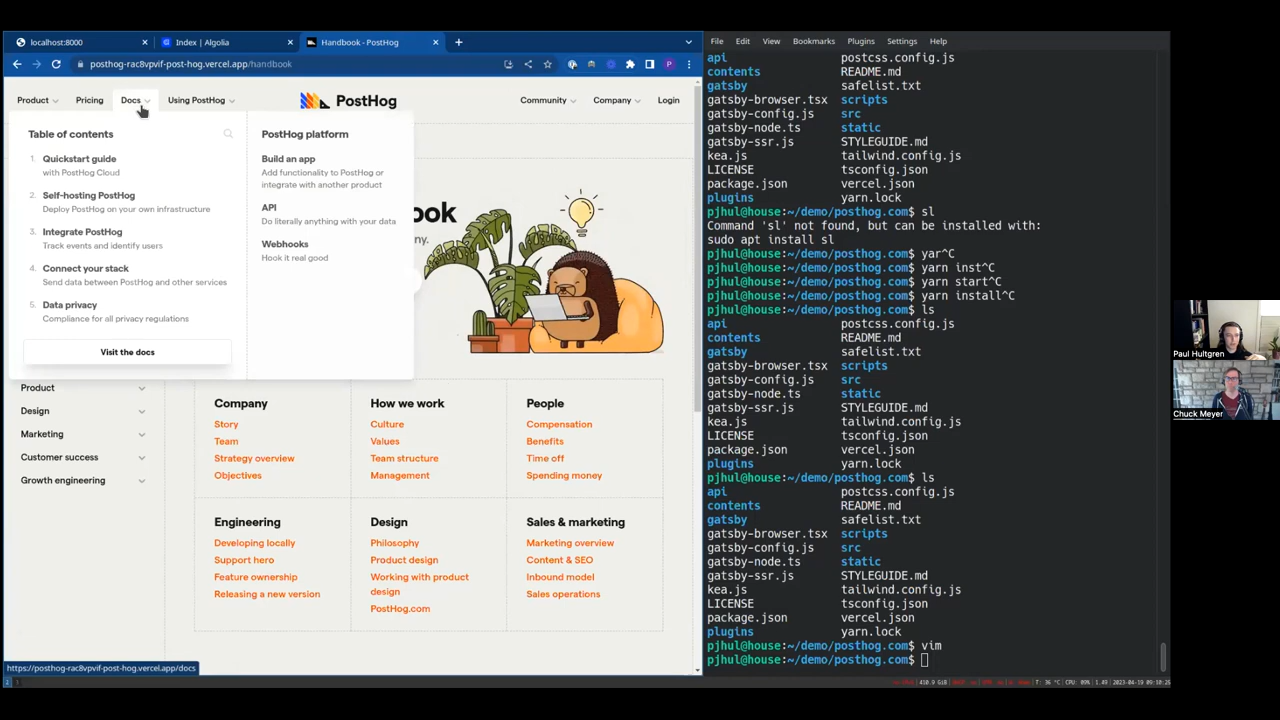 localhost:8000
Index | Algolia
Handbook - PostHog
posthog-rac8vpvif-post-hog.vercel.app/handbook
Product
Pricing
Docs
Using PostHog
PostHog
Community
Company
Login
Table of contents
1. Quickstart guide
with PostHog Cloud
2. Self-hosting PostHog
Deploy PostHog on your own infrastructure
3. Integrate PostHog
Track events and identify users
4. Connect your stack
Send data between PostHog and other services
5. Data privacy
Compliance for all privacy regulations
Visit the docs
PostHog platform
Build an app
Add functionality to PostHog or
integrate with another product
API
Do literally anything with your data
Webhooks
Hook it real good
Product
Design
Marketing
Customer success
Growth engineering
Company
Story
Team
Strategy overview
Objectives
How we work
Culture
Values
Team structure
Management
People
Compensation
Benefits
Time off
Spending money
Engineering
Developing locally
Support hero
Feature ownership
Releasing a new version
Design
Philosophy
Product design
Working with product
design
PostHog.com
Sales & marketing
Marketing overview
Content & SEO
Inbound model
Sales operations
https://posthog-rac8vpvif-post-hog.vercel.app/docs
File Edit View Bookmarks Plugins Settings Help
api postcss.config.js
contents README.md
gatsby safelist.txt
gatsby-browser.tsx scripts
gatsby-config.js src
gatsby-node.ts static
gatsby-ssr.js STYLEGUIDE.md
kea.js tailwind.config.js
LICENSE tsconfig.json
package.json vercel.json
plugins yarn.lock
pjhul@house:~/demo/posthog.com$ sl
Command 'sl' not found, but can be installed with:
sudo apt install sl
pjhul@house:~/demo/posthog.com$ yar^C
pjhul@house:~/demo/posthog.com$ yarn inst^C
pjhul@house:~/demo/posthog.com$ yarn start^C
pjhul@house:~/demo/posthog.com$ yarn install^C
pjhul@house:~/demo/posthog.com$ ls
api postcss.config.js
contents README.md
gatsby safelist.txt
gatsby-browser.tsx scripts
gatsby-config.js src
gatsby-node.ts static
gatsby-ssr.js STYLEGUIDE.md
kea.js tailwind.config.js
LICENSE tsconfig.json
package.json vercel.json
plugins yarn.lock
pjhul@house:~/demo/posthog.com$ ls
api postcss.config.js
contents README.md
gatsby safelist.txt
gatsby-browser.tsx scripts
gatsby-config.js src
gatsby-node.ts static
gatsby-ssr.js STYLEGUIDE.md
kea.js tailwind.config.js
LICENSE tsconfig.json
package.json vercel.json
plugins yarn.lock
pjhul@house:~/demo/posthog.com$ vim
pjhul@house:~/demo/posthog.com$
Paul Hultgren
Chuck Meyer